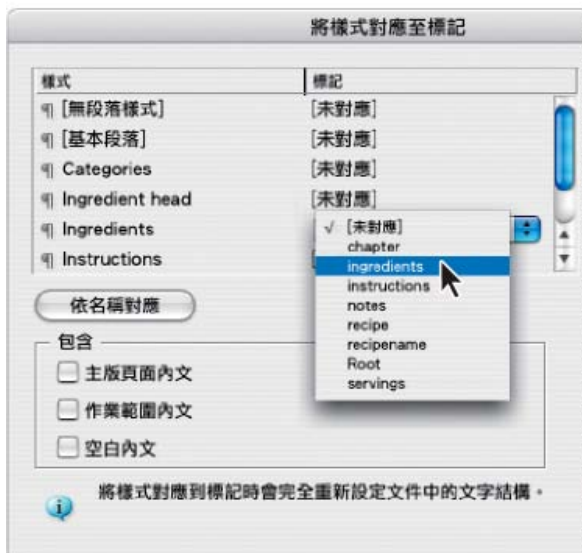 將樣式對應至標記
樣式 標記
[無段落樣式] [未對應]
[基本段落] [未對應]
Categories [未對應]
Ingredient head [未對應]
Ingredients √ [未對應]
chapter
Instructions ingredients
instructions
依名稱對應 notes
recipe
包含 recipename
主版頁面內文 Root
servings
作業範圍內文
空白內文
將樣式對應到標記時會完全重新設定文件中的文字結構。